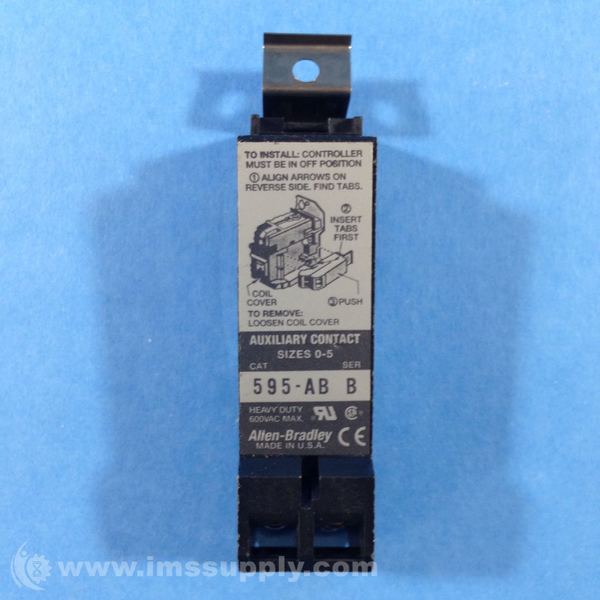 TO INSTALL: CONTROLLER
MUST BE IN OFF POSITION
① ALIGN ARROWS ON
REVERSE SIDE. FIND TABS.
②
INSERT
TABS
FIRST
COIL
COVER
③ PUSH
TO REMOVE:
LOOSEN COIL COVER
AUXILIARY CONTACT
SIZES 0-5
CAT SER
595-AB B
HEAVY DUTY
600VAC MAX.
Allen-Bradley CE
MADE IN U.S.A.
www.imssupply.com